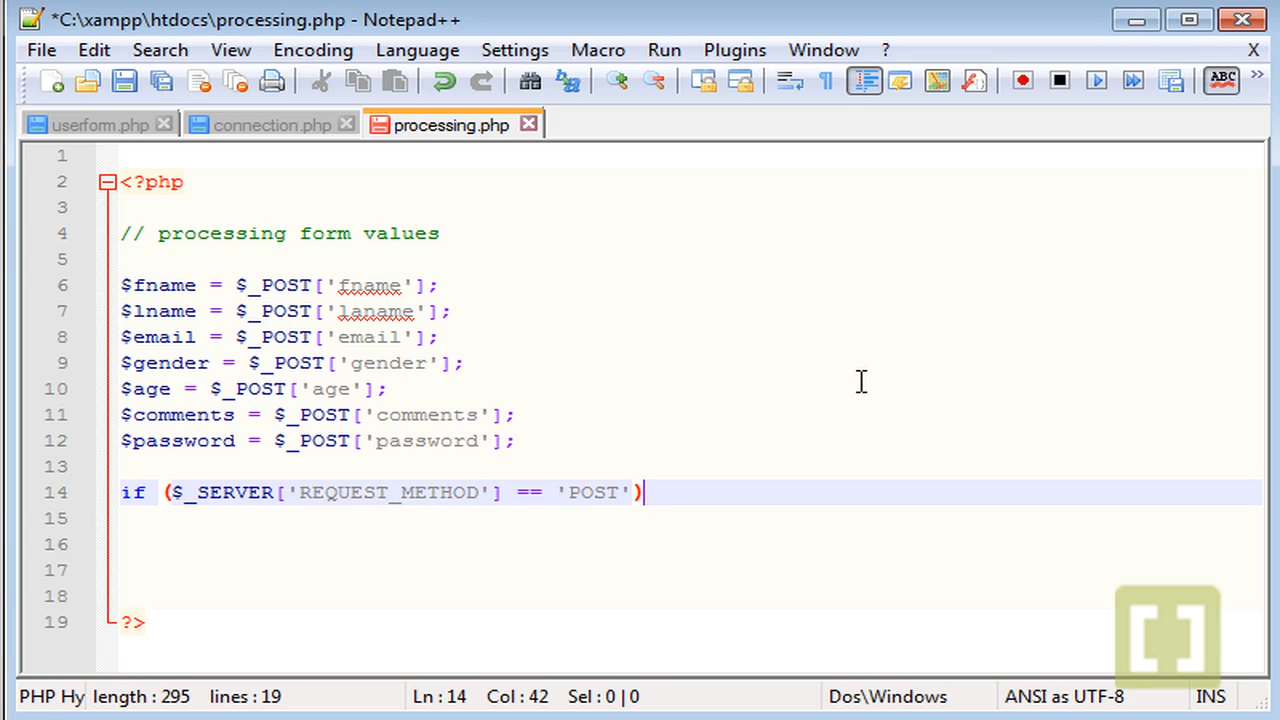 *C:\xampp\htdocs\processing.php - Notepad++
File Edit Search View Encoding Language Settings Macro Run Plugins Window ? X
ABC »
userform.php connection.php processing.php
1
2 <?php
3
4 // processing form values
5
6 $fname = $_POST['fname'];
7 $lname = $_POST['laname'];
8 $email = $_POST['email'];
9 $gender = $_POST['gender'];
10 $age = $_POST['age'];
11 $comments = $_POST['comments'];
12 $password = $_POST['password'];
13
14 if ($_SERVER['REQUEST_METHOD'] == 'POST')
15
16
17
18
19 ?>
PHP Hy length : 295 lines : 19 Ln : 14 Col : 42 Sel : 0 | 0 Dos\Windows ANSI as UTF-8 INS